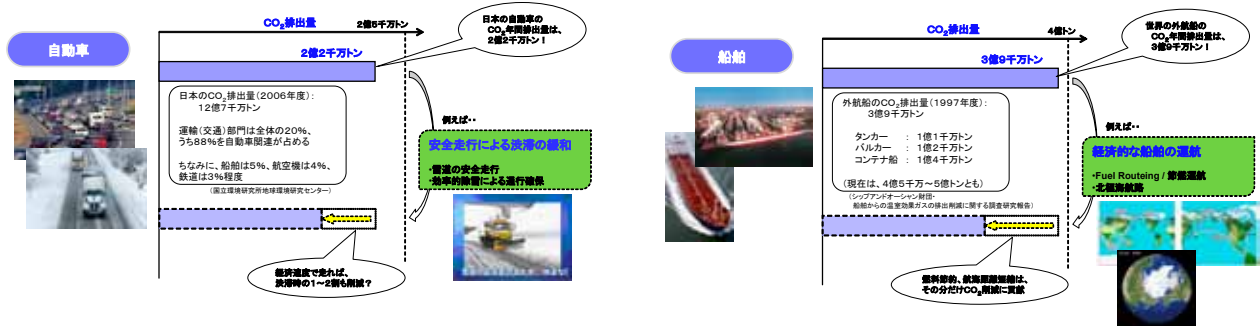 自動車
CO₂排出量
2億5千万トン
2億2千万トン
日本の自動車の
CO₂年間排出量は、
2億2千万トン！
日本のCO₂排出量(2006年度)：
12億7千万トン
運輸(交通)部門は全体の20%、
うち88%を自動車関連が占める
ちなみに、船舶は5%、航空機は4%、
鉄道は3%程度
(国立環境研究所地球環境研究センター)
例えば・・
安全走行による渋滞の緩和
・雪道の安全走行
・効率的除雪による通行確保
経済速度で走れば、
渋滞時の1～2割も削減？
船舶
CO₂排出量
4億トン
3億9千万トン
世界の外航船の
CO₂年間排出量は、
3億9千万トン！
外航船のCO₂排出量(1997年度)：
3億9千万トン
タンカー ： 1億1千万トン
バルカー ： 1億2千万トン
コンテナ船 ： 1億4千万トン
(現在は、4億5千万～5億トンとも)
(シップアンドオーシャン財団・
船舶からの温室効果ガスの排出削減に関する調査研究報告)
例えば・・
経済的な船舶の運航
・Fuel Routeing / 節船運航
・北極海航路
燃料節約、航海距離短縮は、
その分だけCO₂削減に貢献